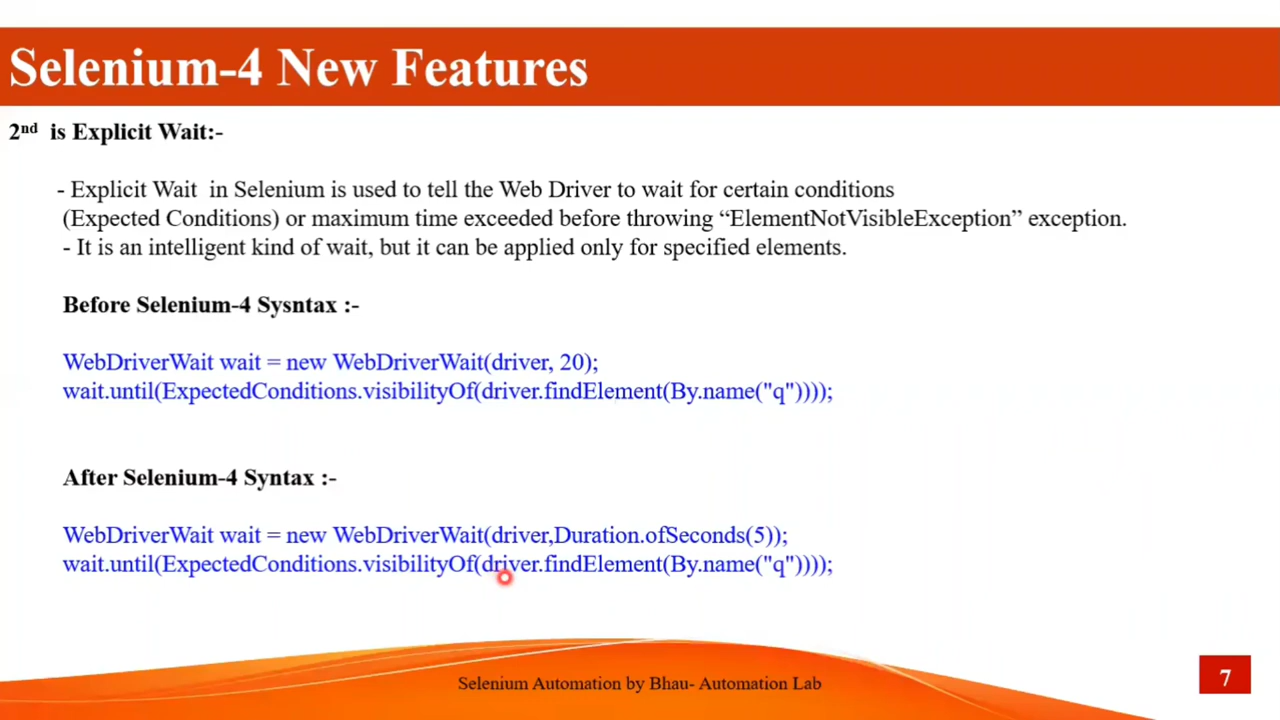 Selenium-4 New Features
2nd is Explicit Wait:-
- Explicit Wait in Selenium is used to tell the Web Driver to wait for certain conditions
(Expected Conditions) or maximum time exceeded before throwing “ElementNotVisibleException” exception.
- It is an intelligent kind of wait, but it can be applied only for specified elements.
Before Selenium-4 Sysntax :-
WebDriverWait wait = new WebDriverWait(driver, 20);
wait.until(ExpectedConditions.visibilityOf(driver.findElement(By.name("q"))));
After Selenium-4 Syntax :-
WebDriverWait wait = new WebDriverWait(driver,Duration.ofSeconds(5));
wait.until(ExpectedConditions.visibilityOf(driver.findElement(By.name("q"))));
Selenium Automation by Bhau- Automation Lab
7